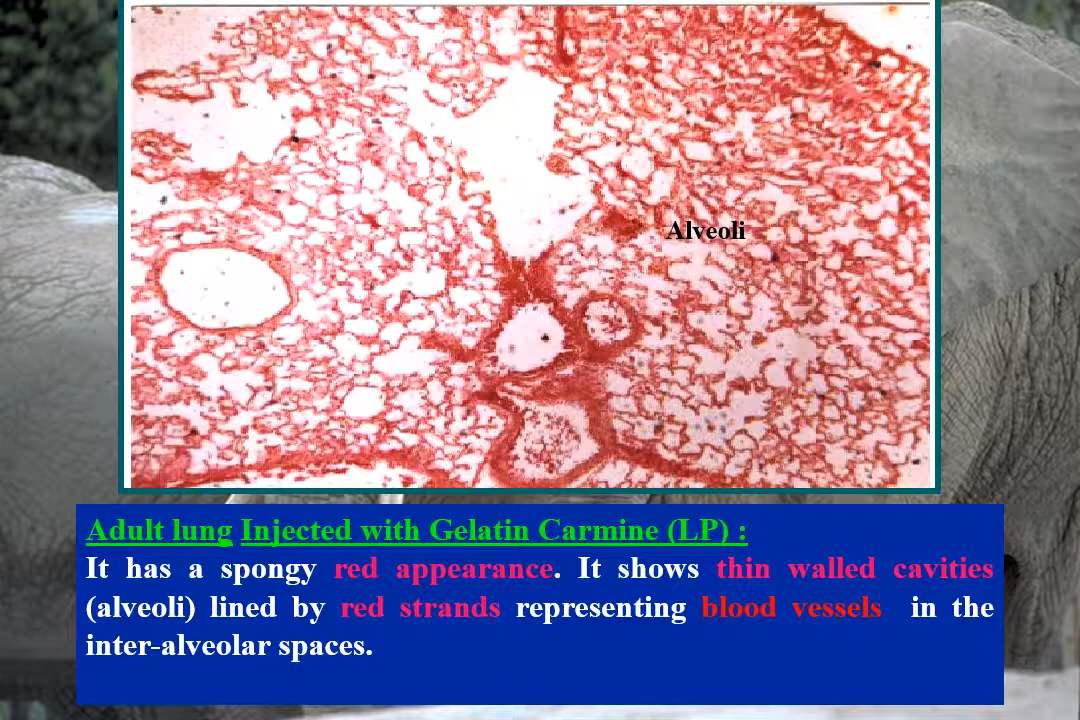 Alveoli
Adult lung Injected with Gelatin Carmine (LP) :
It has a spongy red appearance. It shows thin walled cavities
(alveoli) lined by red strands representing blood vessels in the
inter-alveolar spaces.